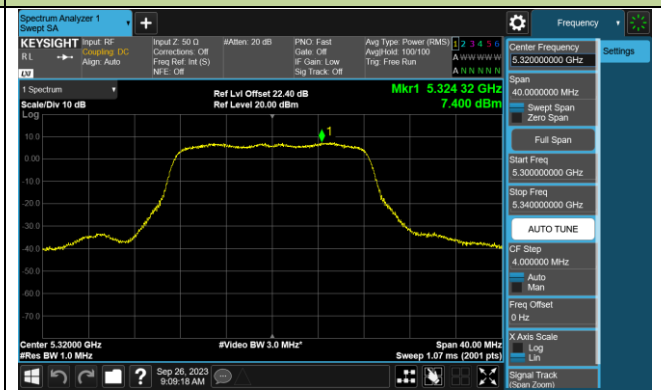 Spectrum Analyzer 1
Swept SA
+
Frequency
KEYSIGHT
RL
LXI
Input: RF
Coupling: DC
Align: Auto
Input Z: 50 Ω
Corrections: Off
Freq Ref: Int (S)
NFE: Off
#Atten: 20 dB
PNO: Fast
Gate: Off
IF Gain: Low
Sig Track: Off
Avg Type: Power (RMS)
Avg|Hold: 100/100
Trig: Free Run
1 2 3 4 5 6
A W W W W W
A N N N N N
1 Spectrum
Scale/Div 10 dB
Log
Ref Lvl Offset 22.40 dB
Ref Level 20.00 dBm
Mkr1 5.324 32 GHz
7.400 dBm
1
10.0
0.00
-10.0
-20.0
-30.0
-40.0
-50.0
-60.0
-70.0
Center 5.32000 GHz
#Res BW 1.0 MHz
#Video BW 3.0 MHz*
Span 40.00 MHz
Sweep 1.07 ms (2001 pts)
Center Frequency
5.320000000 GHz
Settings
Span
40.0000000 MHz
Swept Span
Zero Span
Full Span
Start Freq
5.300000000 GHz
Stop Freq
5.340000000 GHz
AUTO TUNE
CF Step
4.000000 MHz
Auto
Man
Freq Offset
0 Hz
X Axis Scale
Log
Lin
Signal Track
(Span Zoom)
?
Sep 26, 2023
9:09:18 AM